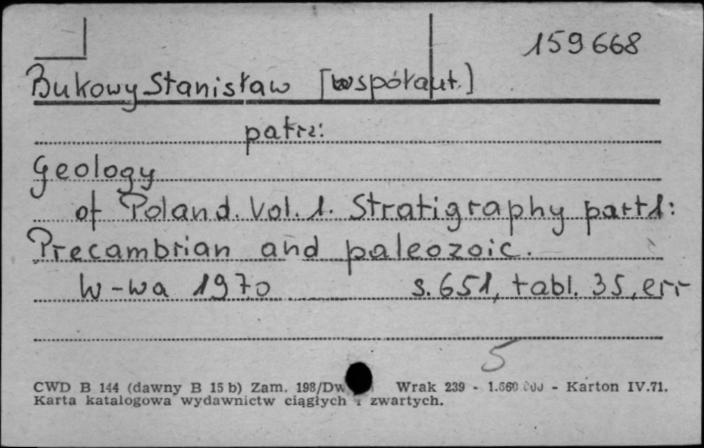 159668
Bukowy Stanisław [współaut.]
patrz:
Geology
of Poland. Vol. 1. Stratigraphy part 1:
Precambrian and paleozoic.
W-wa 1970 s. 651, tabl. 35, err
5
CWD B 144 (dawny B 15 b) Zam. 198/Dw Wrak 239 - - Karton IV.71.
Karta katalogowa wydawnictw ciągłych i zwartych.